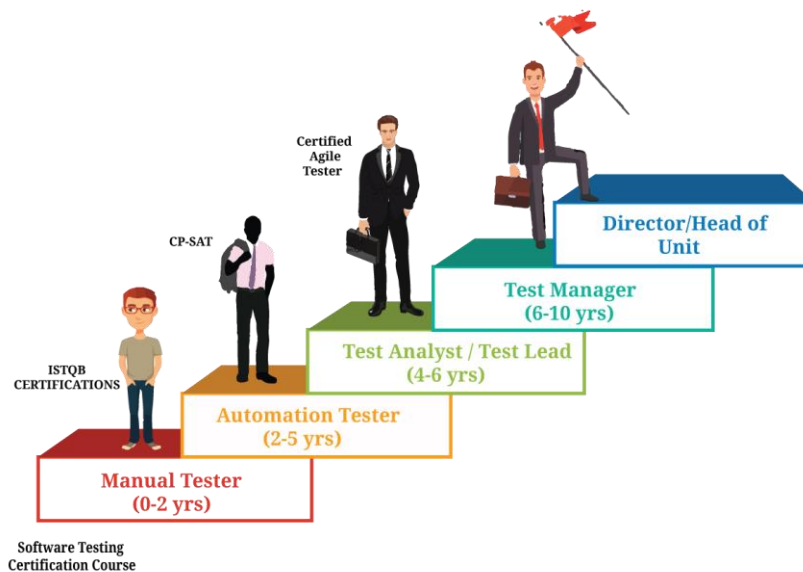 Certified
Agile
Tester
CP-SAT
ISTQB
CERTIFICATIONS
Director/Head of
Unit
Test Manager
(6-10 yrs)
Test Analyst / Test Lead
(4-6 yrs)
Automation Tester
(2-5 yrs)
Manual Tester
(0-2 yrs)
Software Testing
Certification Course